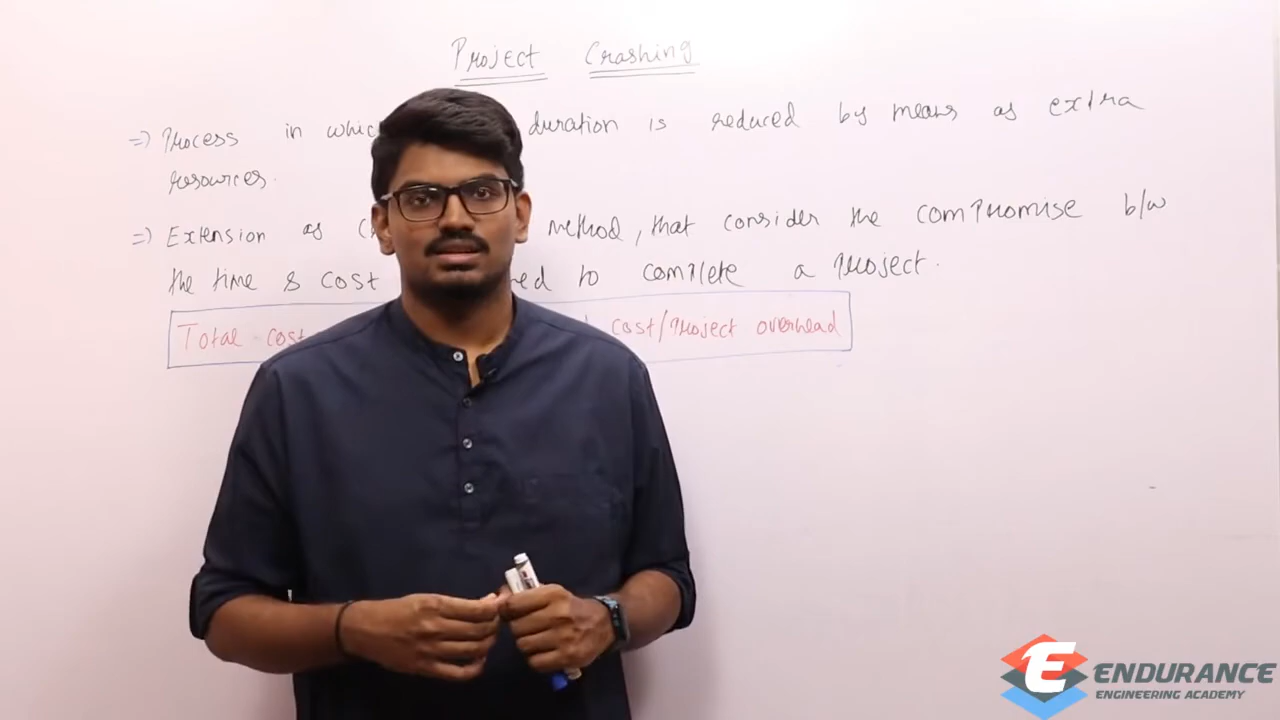 Project Crashing
=) Process in which duration is reduced by means as extra
resources.
=) Extension as method, that consider the compromise b/w
the time & cost to complete a project.
Total cost cost/project overhead
E ENDURANCE
ENGINEERING ACADEMY